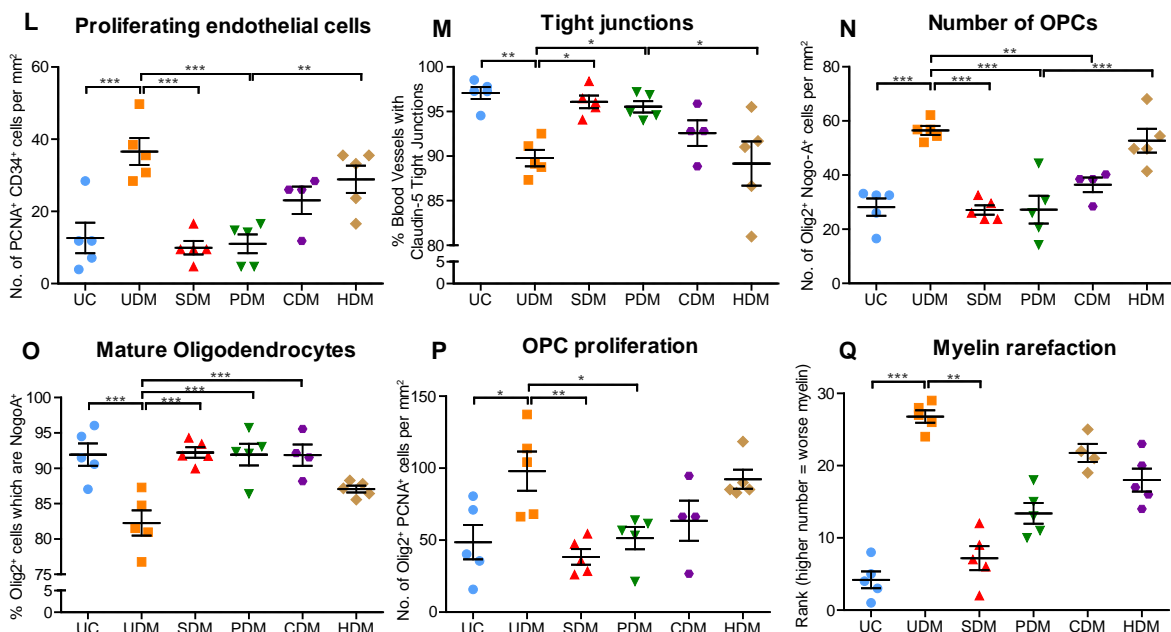 L Proliferating endothelial cells
No. of PCNA⁺ CD34⁺ cells per mm²
60
40
20
0
*** *** *** **
UC UDM SDM PDM CDM HDM
M Tight junctions
% Blood Vessels with
Claudin-5 Tight Junctions
100
95
90
85
80
5
0
** * * *
UC UDM SDM PDM CDM HDM
N Number of OPCs
No. of Olig2⁺ Nogo-A⁺ cells per mm²
80
60
40
20
0
*** *** *** ** ***
UC UDM SDM PDM CDM HDM
O Mature Oligodendrocytes
% Olig2⁺ cells which are NogoA⁺
100
95
90
85
80
75
5
0
*** *** *** ***
UC UDM SDM PDM CDM HDM
P OPC proliferation
No. of Olig2⁺ PCNA⁺ cells per mm²
150
100
50
0
* ** *
UC UDM SDM PDM CDM HDM
Q Myelin rarefaction
Rank (higher number = worse myelin)
30
20
10
0
*** **
UC UDM SDM PDM CDM HDM